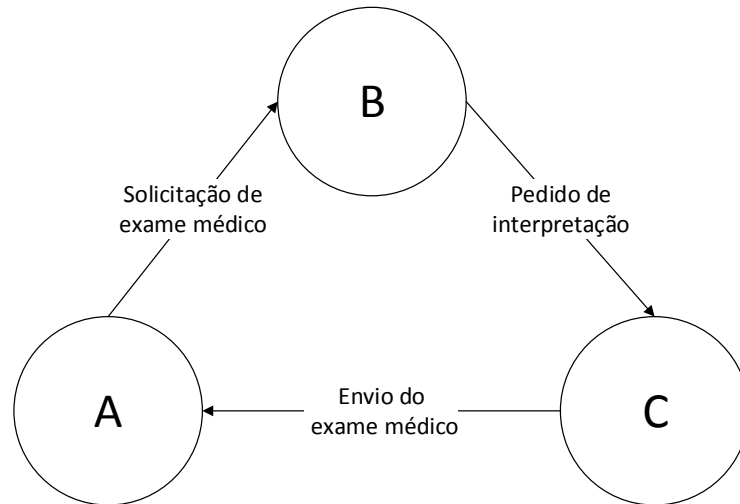 B
Solicitação de
exame médico
Pedido de
interpretação
A
Envio do
exame médico
C